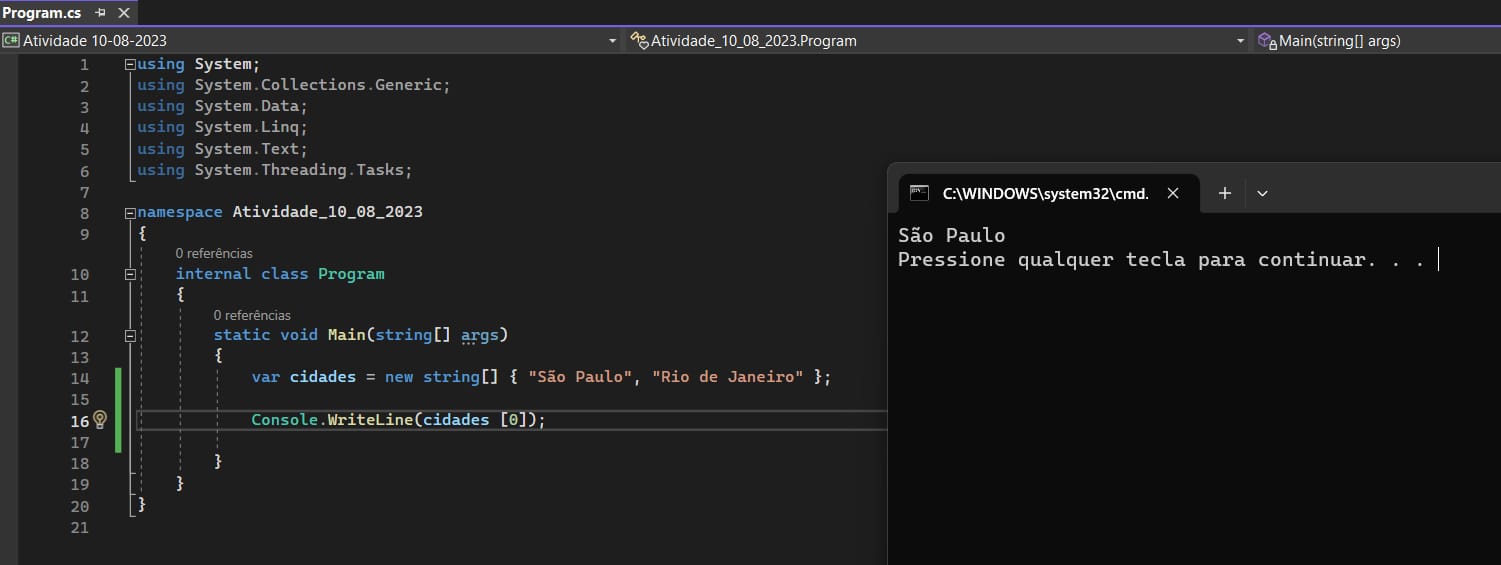 Program.cs
Atividade 10-08-2023
Atividade_10_08_2023.Program
Main(string[] args)
1 using System;
2 using System.Collections.Generic;
3 using System.Data;
4 using System.Linq;
5 using System.Text;
6 using System.Threading.Tasks;
7
8 namespace Atividade_10_08_2023
9 {
0 referências
10 internal class Program
11 {
0 referências
12 static void Main(string[] args)
13 {
14 var cidades = new string[] { "São Paulo", "Rio de Janeiro" };
15
16 Console.WriteLine(cidades [0]);
17
18 }
19 }
20 }
21
C:\WINDOWS\system32\cmd.
São Paulo
Pressione qualquer tecla para continuar. . .